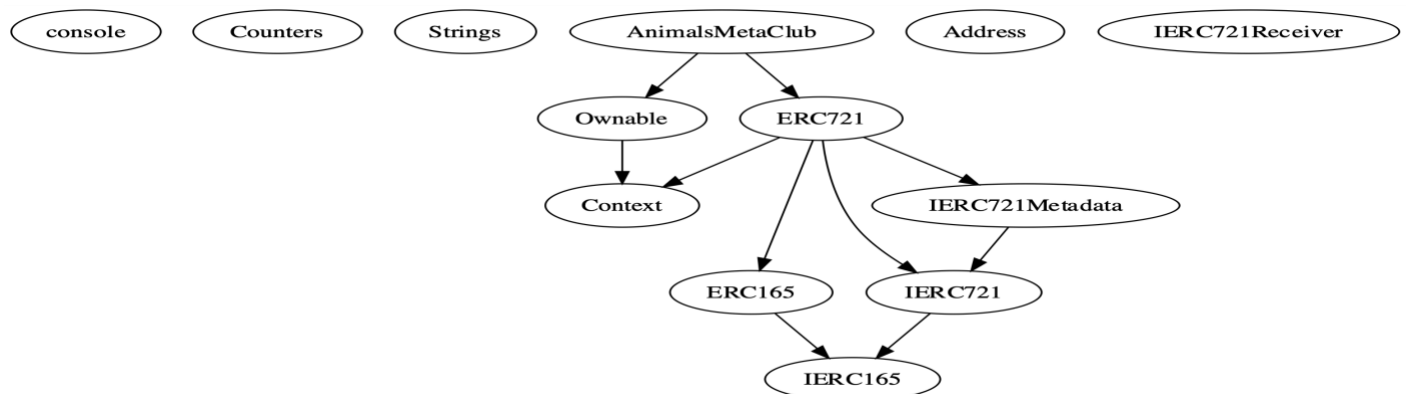 console Counters Strings AnimalsMetaClub Address IERC721Receiver
Ownable ERC721
Context IERC721Metadata
ERC165 IERC721
IERC165